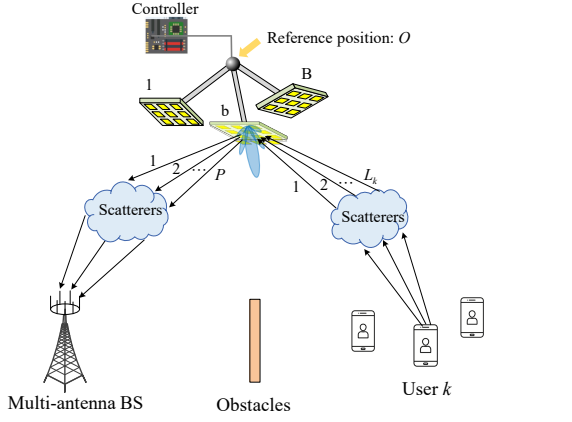 Controller
Reference position: O
1
B
b
1
2
...
P
1
2
...
L_k
Scatterers
Scatterers
User k
Multi-antenna BS
Obstacles